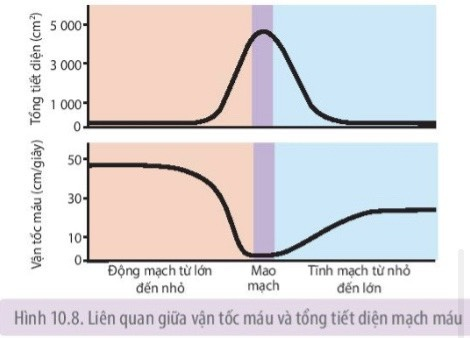 Tổng tiết diện (cm²)
5 000
3 000
1 000
0
Vận tốc máu (cm/giây)
50
30
10
0
Động mạch từ lớn
đến nhỏ
Mao
mạch
Tĩnh mạch từ nhỏ
đến lớn
Hình 10.8. Liên quan giữa vận tốc máu và tổng tiết diện mạch máu